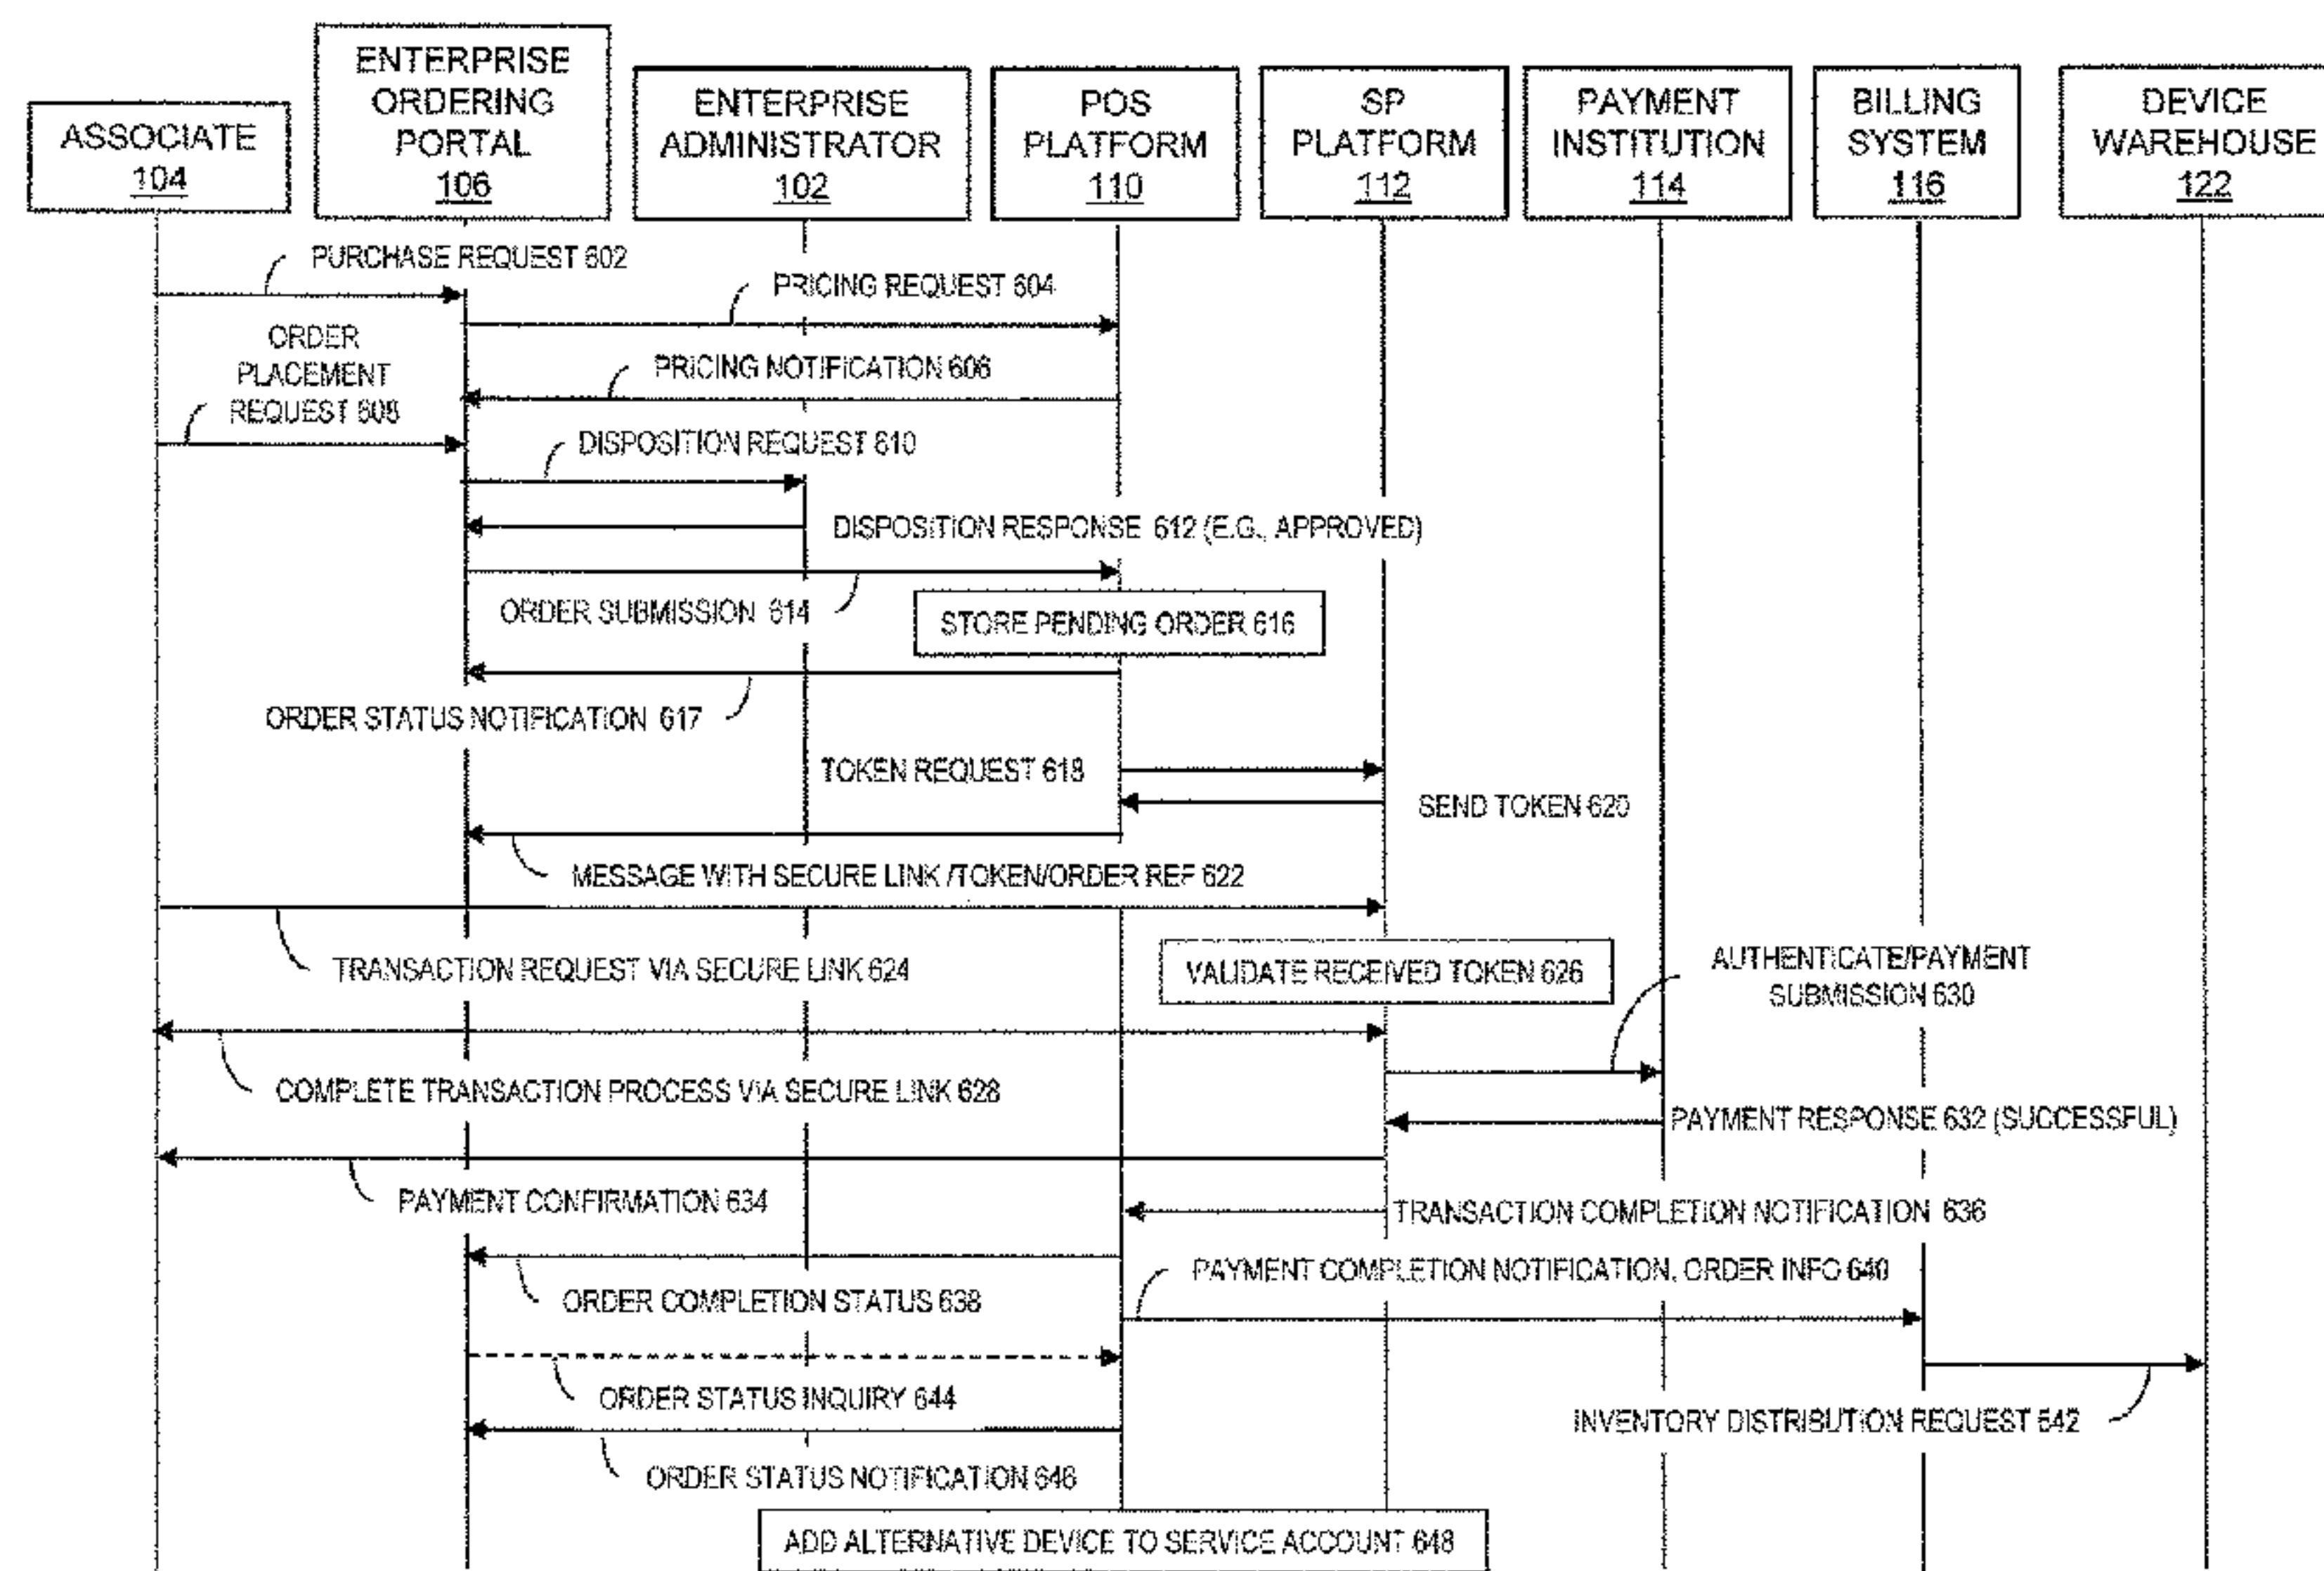 ASSOCIATE
104
ENTERPRISE
ORDERING
PORTAL
106
ENTERPRISE
ADMINISTRATOR
102
POS
PLATFORM
110
SP
PLATFORM
112
PAYMENT
INSTITUTION
114
BILLING
SYSTEM
116
DEVICE
WAREHOUSE
122
PURCHASE REQUEST 602
PRICING REQUEST 604
PRICING NOTIFICATION 606
ORDER
PLACEMENT
REQUEST 608
DISPOSITION REQUEST 610
DISPOSITION RESPONSE 612 (E.G., APPROVED)
ORDER SUBMISSION 614
STORE PENDING ORDER 616
ORDER STATUS NOTIFICATION 617
TOKEN REQUEST 618
SEND TOKEN 620
MESSAGE WITH SECURE LINK /TOKEN/ORDER REF 622
TRANSACTION REQUEST VIA SECURE LINK 624
VALIDATE RECEIVED TOKEN 626
AUTHENTICATE/PAYMENT
SUBMISSION 630
COMPLETE TRANSACTION PROCESS VIA SECURE LINK 628
PAYMENT RESPONSE 632 (SUCCESSFUL)
PAYMENT CONFIRMATION 634
TRANSACTION COMPLETION NOTIFICATION 636
PAYMENT COMPLETION NOTIFICATION, ORDER INFO 640
ORDER COMPLETION STATUS 638
ORDER STATUS INQUIRY 644
INVENTORY DISTRIBUTION REQUEST 642
ORDER STATUS NOTIFICATION 646
ADD ALTERNATIVE DEVICE TO SERVICE ACCOUNT 648